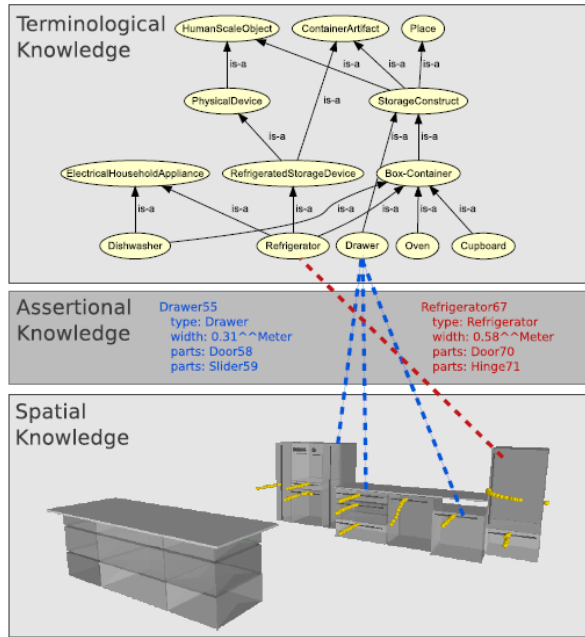 Terminological
Knowledge
HumanScaleObject
ContainerArtifact
Place
is-a
is-a
is-a
is-a
is-a
PhysicalDevice
StorageConstruct
is-a
is-a
is-a
ElectricalHouseholdAppliance
RefrigeratedStorageDevice
Box-Container
is-a
is-a
is-a
is-a
is-a
is-a
is-a
Dishwasher
Refrigerator
Drawer
Oven
Cupboard
Assertional
Knowledge
Drawer55
type: Drawer
width: 0.31^^Meter
parts: Door58
parts: Slider59
Refrigerator67
type: Refrigerator
width: 0.58^^Meter
parts: Door70
parts: Hinge71
Spatial
Knowledge